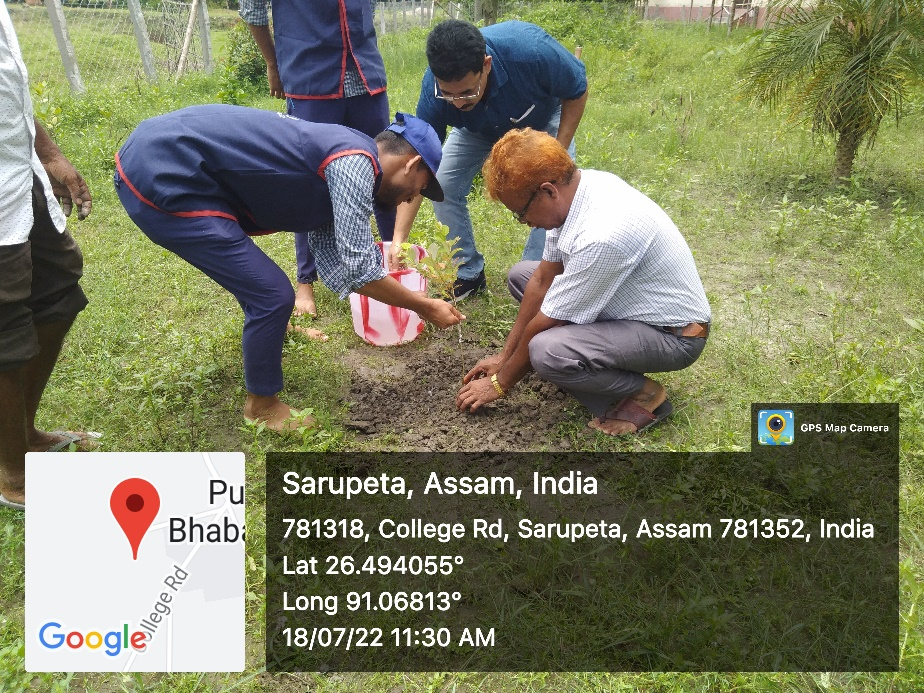 GPS Map Camera
Pu
Bhaba
College Rd
Google
Sarupeta, Assam, India
781318, College Rd, Sarupeta, Assam 781352, India
Lat 26.494055°
Long 91.06813°
18/07/22 11:30 AM